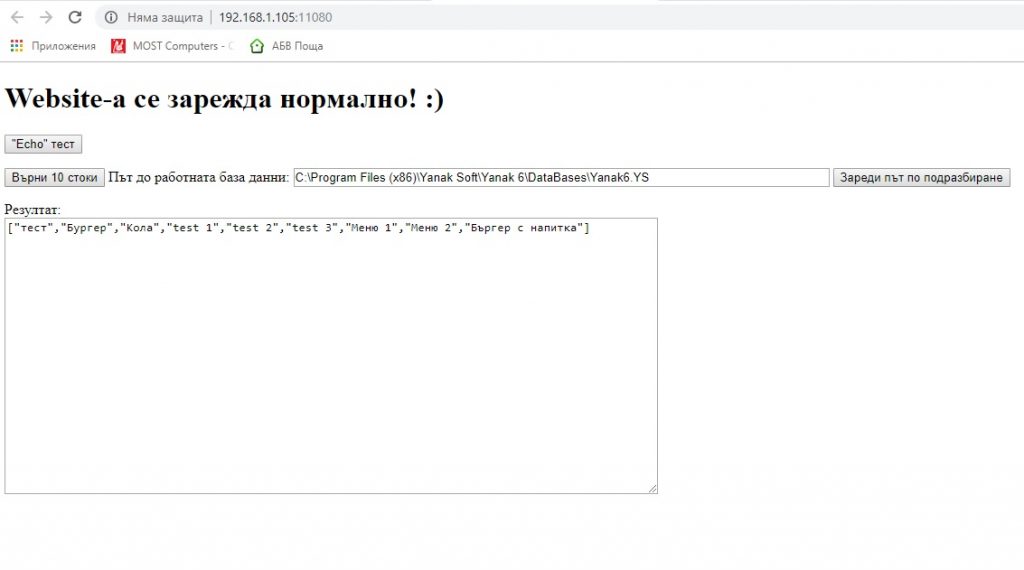 Няма защита | 192.168.1.105:11080
Приложения MOST Computers - АБВ Поща
Website-а се зарежда нормално! :)
"Echo" тест
Върни 10 стоки Път до работната база данни: C:\Program Files (x86)\Yanak Soft\Yanak 6\DataBases\Yanak6.YS Зареди път по подразбиране
Резултат:
["тест","Бургер","Кола","test 1","test 2","test 3","Меню 1","Меню 2","Бъргер с напитка"]